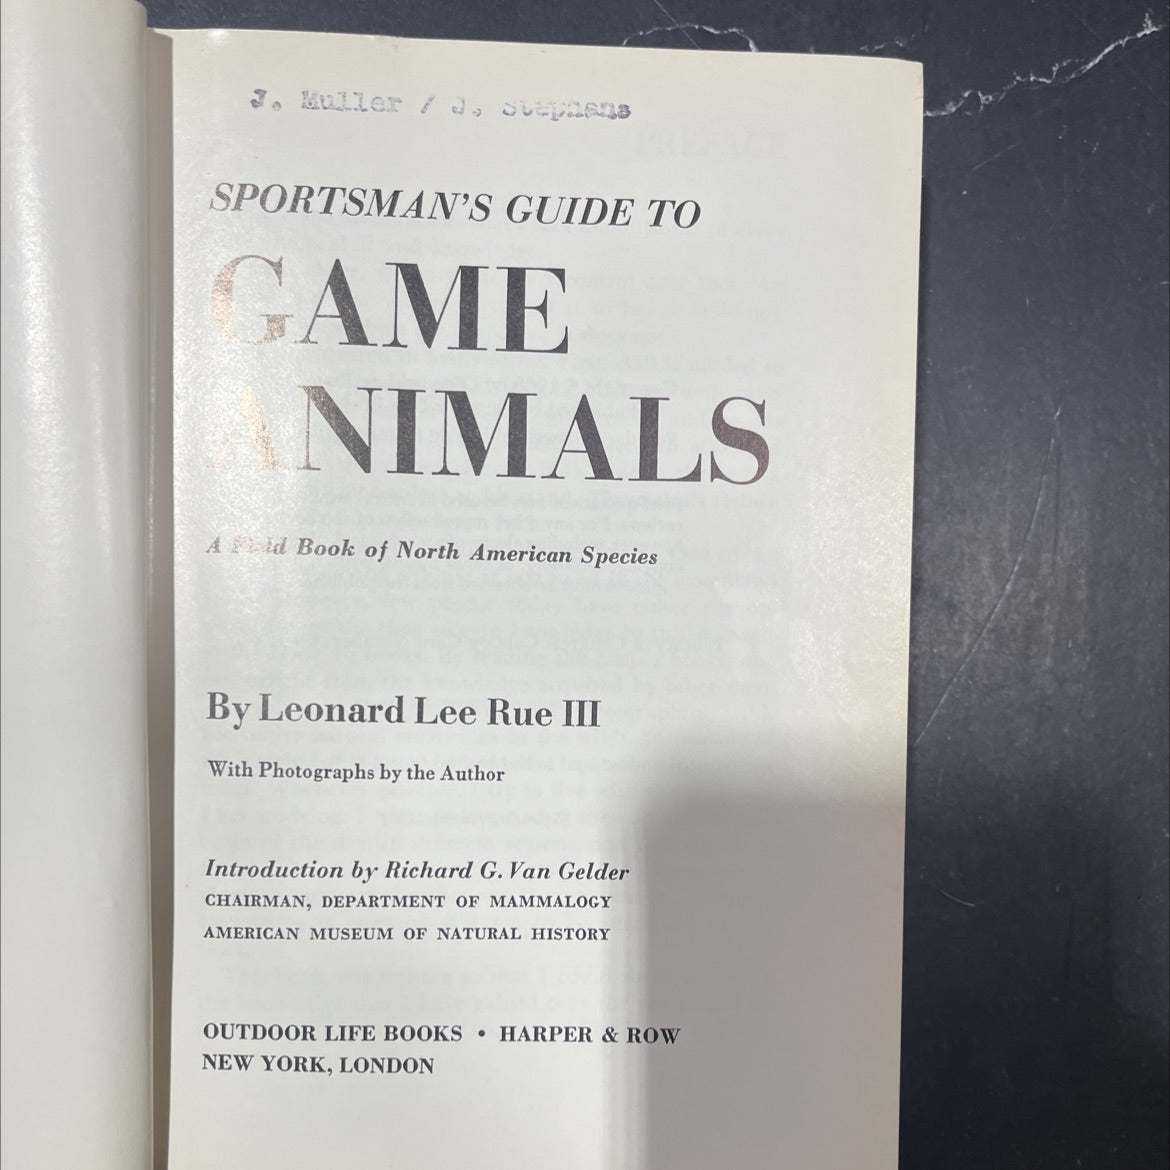 J. Muller / J. Stephans
SPORTSMAN'S GUIDE TO
GAME
ANIMALS
A Field Book of North American Species
By Leonard Lee Rue III
With Photographs by the Author
Introduction by Richard G. Van Gelder
CHAIRMAN, DEPARTMENT OF MAMMALOGY
AMERICAN MUSEUM OF NATURAL HISTORY
OUTDOOR LIFE BOOKS • HARPER & ROW
NEW YORK, LONDON